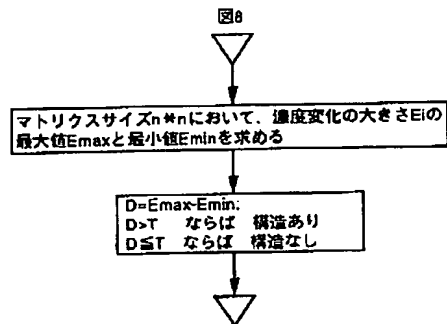 図8
マトリクスサイズn*nにおいて、濃度変化の大きさEiの
最大値Emaxと最小値Eminを求める
D=Emax-Emin;
D>T ならば 構造あり
D≦T ならば 構造なし